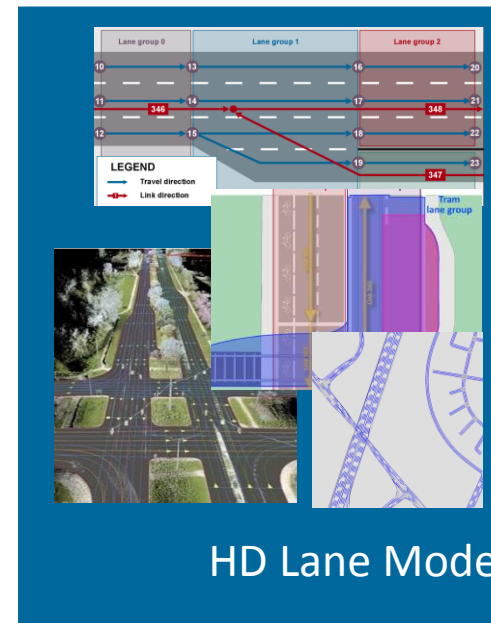 Lane group 0 Lane group 1 Lane group 2
10 13 16 20
11 14 17 21
346 348
12 15 18 22
19 23
347
LEGEND
Travel direction
Link direction
Tram
lane group
HD Lane Mode